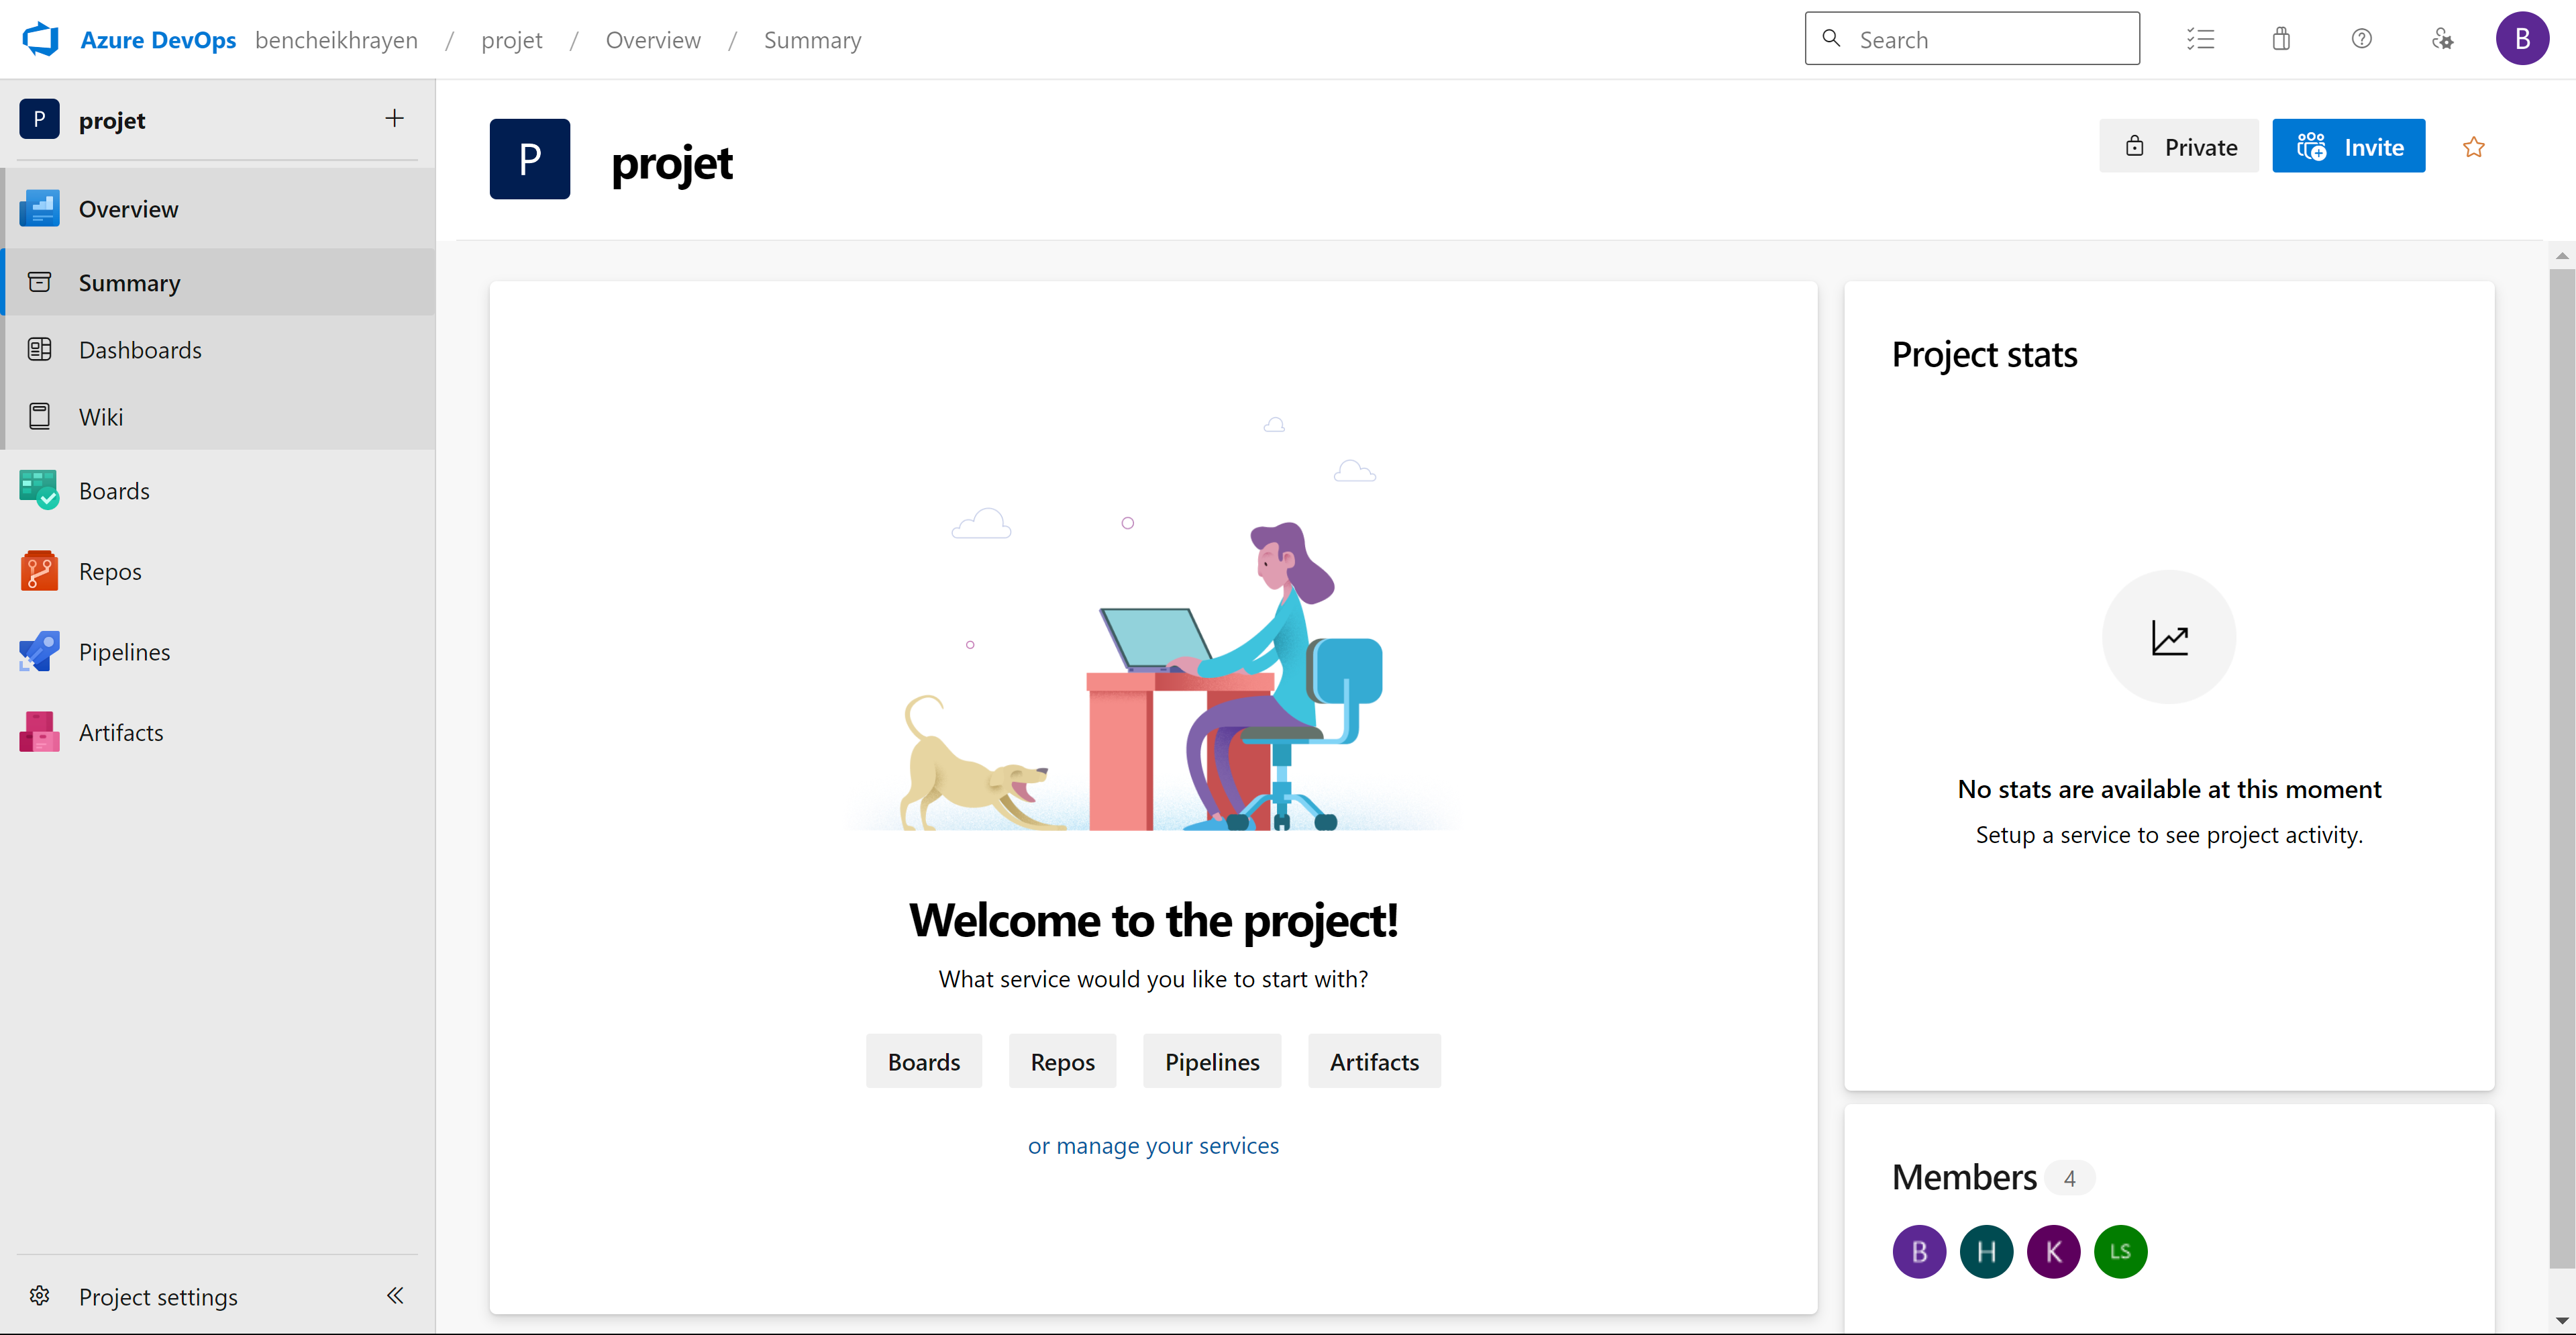 Azure DevOps bencheikhrayen / projet / Overview / Summary
Search
B
P projet
Overview
Summary
Dashboards
Wiki
Boards
Repos
Pipelines
Artifacts
Project settings
P projet
Private
Invite
Welcome to the project!
What service would you like to start with?
Boards Repos Pipelines Artifacts
or manage your services
Project stats
No stats are available at this moment
Setup a service to see project activity.
Members 4
B H K LS